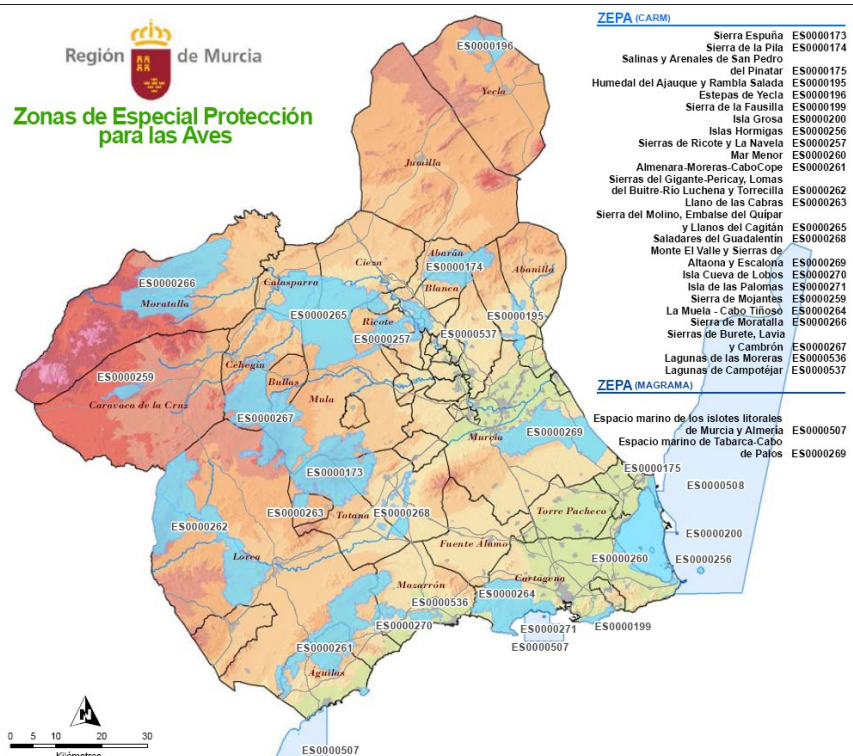 Región de Murcia
Zonas de Especial Protección
para las Aves
ZEPA (CARM)
Sierra Espuña ES0000173
Sierra de la Pila ES0000174
Salinas y Arenales de San Pedro
del Pinatar ES0000175
Humedal del Ajauque y Rambla Salada ES0000195
Estepas de Yecla ES0000196
Sierra de la Fausilla ES0000199
Isla Grosa ES0000200
Islas Hormigas ES0000256
Sierras de Ricote y La Navela ES0000257
Mar Menor ES0000260
Almenara-Moreras-CaboCope ES0000261
Sierras del Gigante-Pericay, Lomas
del Buitre-Río Luchena y Torrecilla ES0000262
Llano de las Cabras ES0000263
Sierra del Molino, Embalse del Quípar
y Llanos del Cagitán ES0000265
Saladares del Guadalentín ES0000268
Monte El Valle y Sierras de
Altaona y Escalona ES0000269
Isla Cueva de Lobos ES0000270
Isla de las Palomas ES0000271
Sierra de Mojantes ES0000259
La Muela - Cabo Tiñoso ES0000264
Sierra de Moratalla ES0000266
Sierras de Burete, Lavia
y Cambrón ES0000267
Lagunas de las Moreras ES0000536
Lagunas de Campotéjar ES0000537
ZEPA (MAGRAMA)
Espacio marino de los islotes litorales
de Murcia y Almería ES0000507
Espacio marino de Tabarca-Cabo
de Palos ES0000269
ES0000196
Yecla
Jumilla
Cieza
Abarán
Abanilla
ES0000174
ES0000266
Moratalla
Calasparra
Blanca
ES0000265
Ricote
ES0000195
ES0000537
ES0000257
Cehegín
ES0000259
Bullas
Caravaca de la Cruz
Mula
ES0000267
Murcia
ES0000269
ES0000173
ES0000175
ES0000508
ES0000263
Totana
ES0000268
Torre Pacheco
ES0000262
ES0000200
Lorca
Fuente Alamo
ES0000260
ES0000256
Mazarrón
Cartagena
ES0000264
ES0000536
ES0000270
ES0000271
ES0000199
ES0000507
ES0000261
Aguilas
ES0000507
N
0 5 10 20 30
Kilómetros